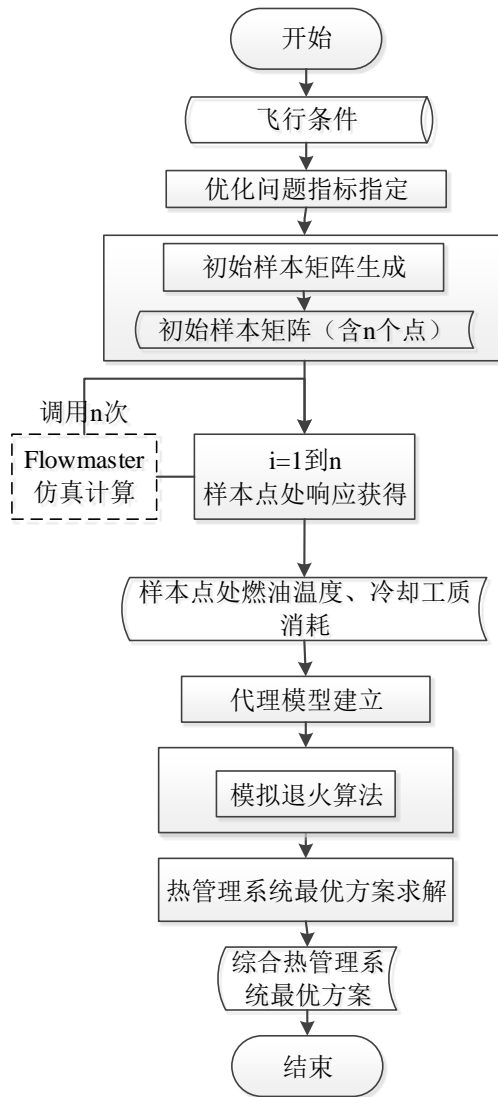 开始
飞行条件
优化问题指标指定
初始样本矩阵生成
初始样本矩阵（含n个点）
调用n次
Flowmaster
仿真计算
i=1到n
样本点处响应获得
样本点处燃油温度、冷却工质
消耗
代理模型建立
模拟退火算法
热管理系统最优方案求解
综合热管理系
统最优方案
结束